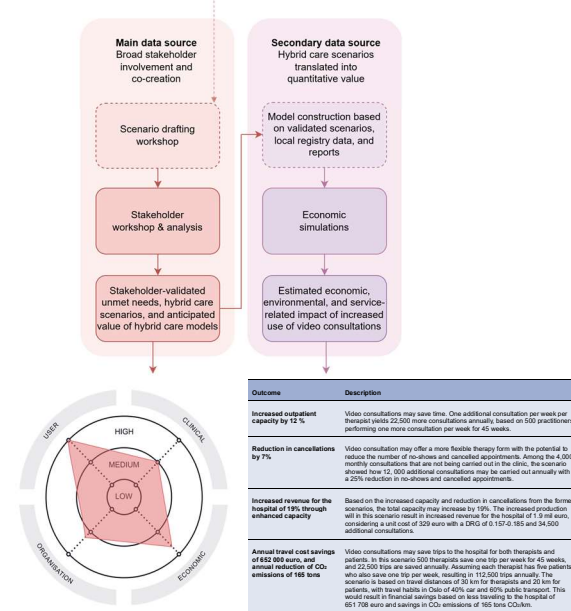 Main data source
Broad stakeholder
involvement and
co-creation
Scenario drafting
workshop
Stakeholder
workshop & analysis
Stakeholder-validated
unmet needs, hybrid care
scenarios, and anticipated
value of hybrid care models
Secondary data source
Hybrid care scenarios
translated into
quantitative value
Model construction based
on validated scenarios,
local registry data, and
reports
Economic
simulations
Estimated economic,
environmental, and service-
related impact of increased
use of video consultations
USER
CLINICAL
HIGH
MEDIUM
LOW
ORGANISATION
ECONOMIC
Outcome
Description
Increased outpatient
capacity by 12 %
Video consultations may save time. One additional consultation per week per
therapist yields 22,500 more consultations annually, based on 500 practitioners
performing one more consultation per week for 45 weeks.
Reduction in cancellations
by 7%
Video consultation may offer a more flexible therapy form with the potential to
reduce the number of no-shows and cancelled appointments. Among the 4,000
monthly consultations that are not being carried out in the clinic, the scenario
showed how 12, 000 additional consultations may be carried out annually with
a 25% reduction in no-shows and cancelled appointments.
Increased revenue for the
hospital of 19% through
enhanced capacity
Based on the increased capacity and reduction in cancellations from the forme
scenarios, the total capacity may increase by 19%. The increased production
will in this scenario result in increased revenue for the hospital of 1.9 mil euro,
considering a unit cost of 329 euro with a DRG of 0.157-0.185 and 34,500
additional consultations.
Annual travel cost savings
of 652 000 euro, and
annual reduction of CO₂
emissions of 165 tons
Video consultations may save trips to the hospital for both therapists and
patients. In this scenario 500 therapists save one trip per week for 45 weeks,
and 22,500 trips are saved annually. Assuming each therapist has five patients
who also save one trip per week, resulting in 112,500 trips annually. The
scenario is based on travel distances of 30 km for therapists and 20 km for
patients, with travel habits in Oslo of 40% car and 60% public transport. This
would result in financial savings based on less traveling to the hospital of
651 708 euro and savings in CO₂ emissions of 165 tons CO₂/km.